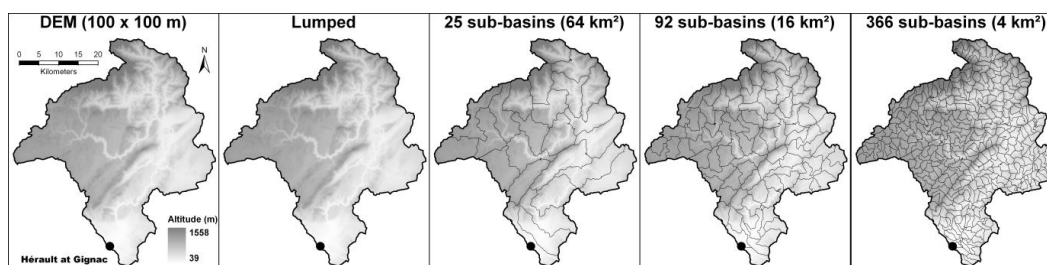 DEM (100 x 100 m)
Lumped
25 sub-basins (64 km²)
92 sub-basins (16 km²)
366 sub-basins (4 km²)
0 5 10 15 20
Kilometers
N
Altitude (m)
1558
39
Hérault at Gignac